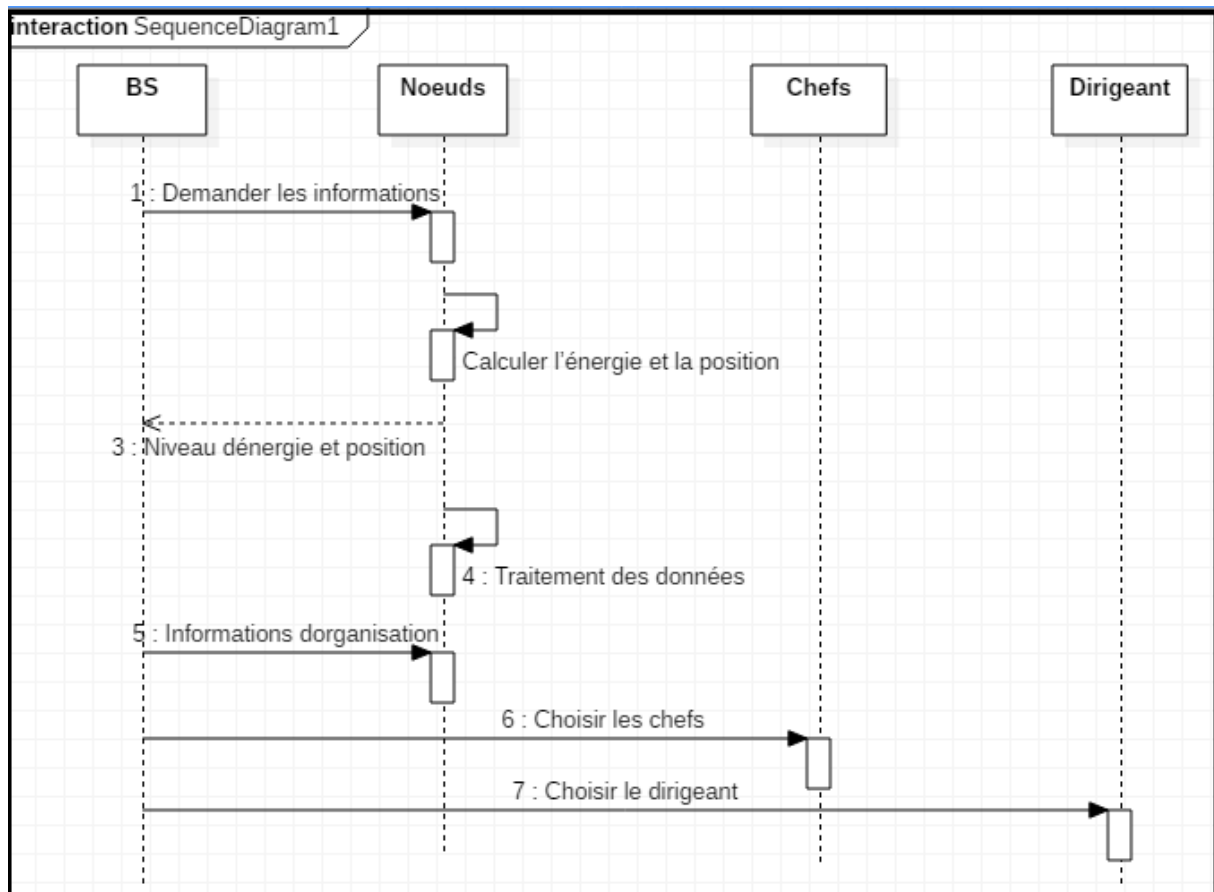 interaction SequenceDiagram1
BS
Noeuds
Chefs
Dirigeant
1 : Demander les informations
Calculer l'énergie et la position
3 : Niveau dénergie et position
4 : Traitement des données
5 : Informations dorganisation
6 : Choisir les chefs
7 : Choisir le dirigeant